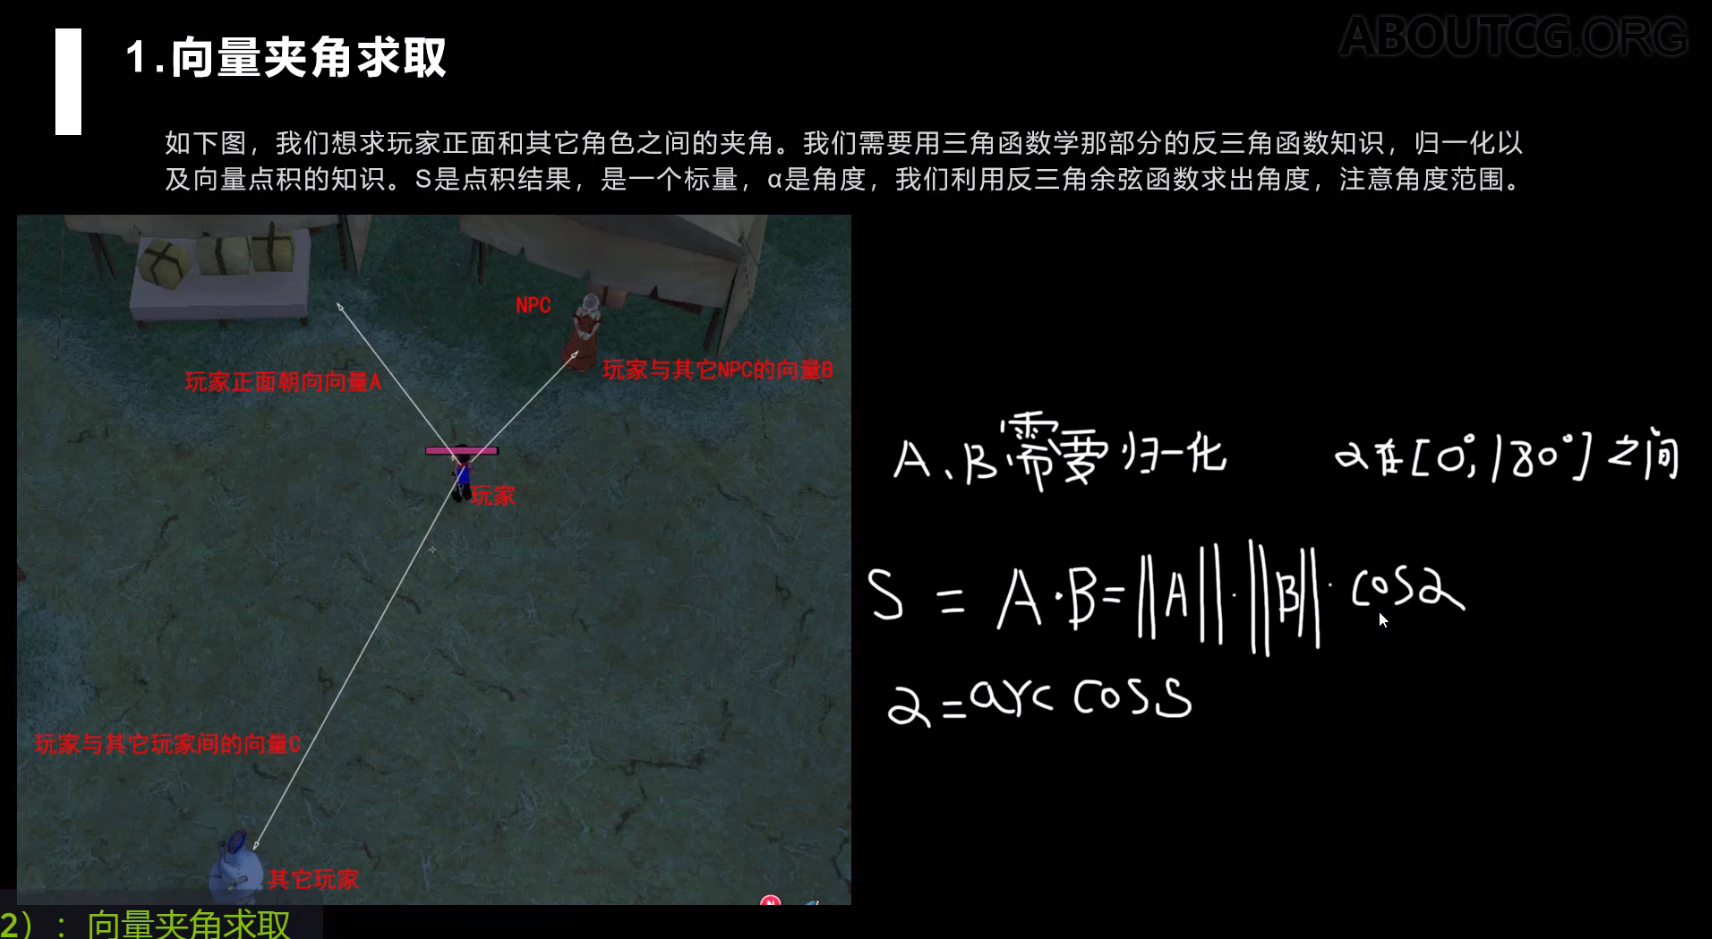 ABOUTCG.ORG
1.向量夹角求取
如下图，我们想求玩家正面和其它角色之间的夹角。我们需要用三角函数学那部分的反三角函数知识，归一化以
及向量点积的知识。S是点积结果，是一个标量，α是角度，我们利用反三角余弦函数求出角度，注意角度范围。
NPC
玩家与其它NPC的向量B
玩家正面朝向向量A
玩家
玩家与其它玩家间的向量C
其它玩家
A、B需要归一化
α在[0°,180°]之间
S = A·B=||A||·||B||·cosα
α=arccosS
2）：向量夹角求取